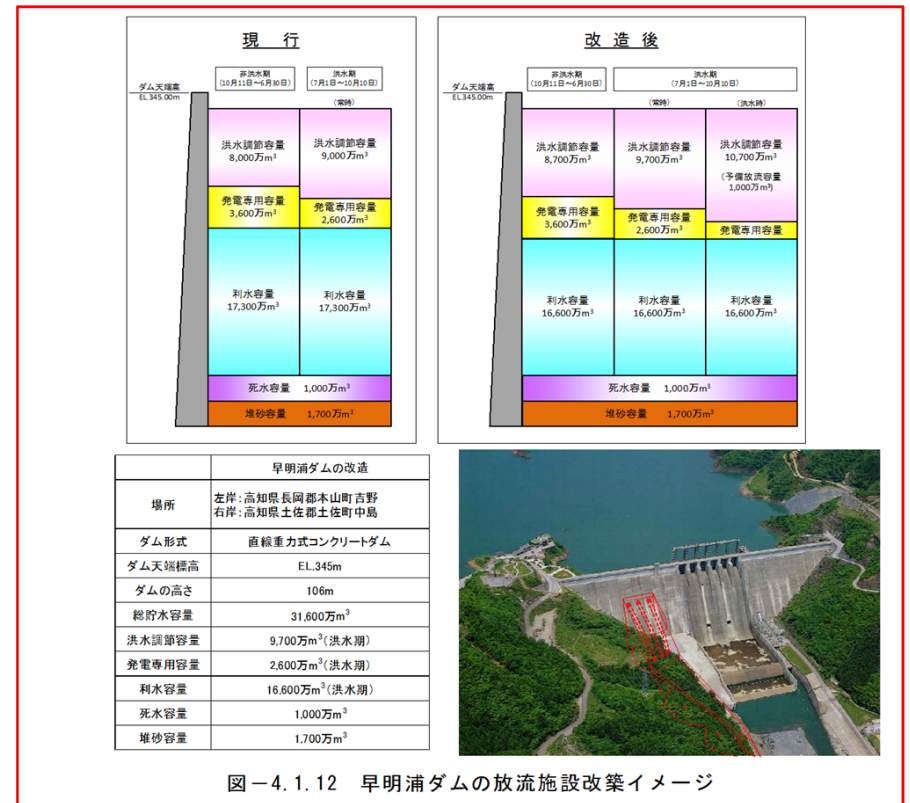 現 行
非洪水期
（10月11日～6月30日）
洪水期
（7月1日～10月10日）
ダム天端高
EL.345.00m
（常時）
洪水調節容量
8,000万m³
洪水調節容量
9,000万m³
発電専用容量
3,600万m³
発電専用容量
2,600万m³
利水容量
17,300万m³
利水容量
17,300万m³
死水容量 1,000万m³
堆砂容量 1,700万m³
改 造 後
非洪水期
（10月11日～6月30日）
洪水期
（7月1日～10月10日）
ダム天端高
EL.345.00m
（常時）
（洪水時）
洪水調節容量
8,700万m³
洪水調節容量
9,700万m³
洪水調節容量
10,700万m³
（予備放流容量
1,000万m³）
発電専用容量
3,600万m³
発電専用容量
2,600万m³
発電専用容量
利水容量
16,600万m³
利水容量
16,600万m³
利水容量
16,600万m³
死水容量 1,000万m³
堆砂容量 1,700万m³
早明浦ダムの改造
場所 左岸：高知県長岡郡本山町吉野
右岸：高知県土佐郡土佐町中島
ダム形式 直線重力式コンクリートダム
ダム天端標高 EL.345m
ダムの高さ 106m
総貯水容量 31,600万m³
洪水調節容量 9,700万m³（洪水期）
発電専用容量 2,600万m³（洪水期）
利水容量 16,600万m³（洪水期）
死水容量 1,000万m³
堆砂容量 1,700万m³
図－4.1.12 早明浦ダムの放流施設改築イメージ